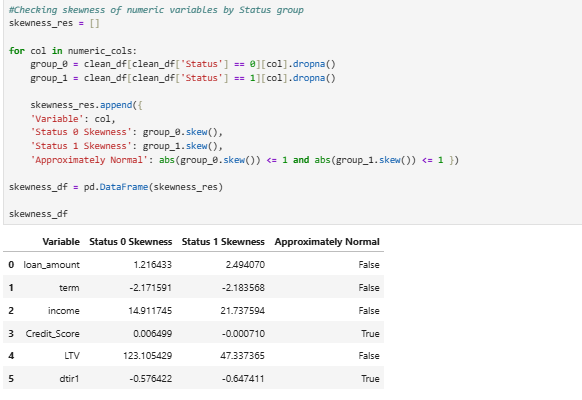 #Checking skewness of numeric variables by Status group
skewness_res = []
for col in numeric_cols:
    group_0 = clean_df[clean_df['Status'] == 0][col].dropna()
    group_1 = clean_df[clean_df['Status'] == 1][col].dropna()
    skewness_res.append({
    'Variable': col,
    'Status 0 Skewness': group_0.skew(),
    'Status 1 Skewness': group_1.skew(),
    'Approximately Normal': abs(group_0.skew()) <= 1 and abs(group_1.skew()) <= 1 })
skewness_df = pd.DataFrame(skewness_res)
skewness_df
Variable Status 0 Skewness Status 1 Skewness Approximately Normal
0 loan_amount 1.216433 2.494070 False
1 term -2.171591 -2.183568 False
2 income 14.911745 21.737594 False
3 Credit_Score 0.006499 -0.000710 True
4 LTV 123.105429 47.337365 False
5 dtir1 -0.576422 -0.647411 True